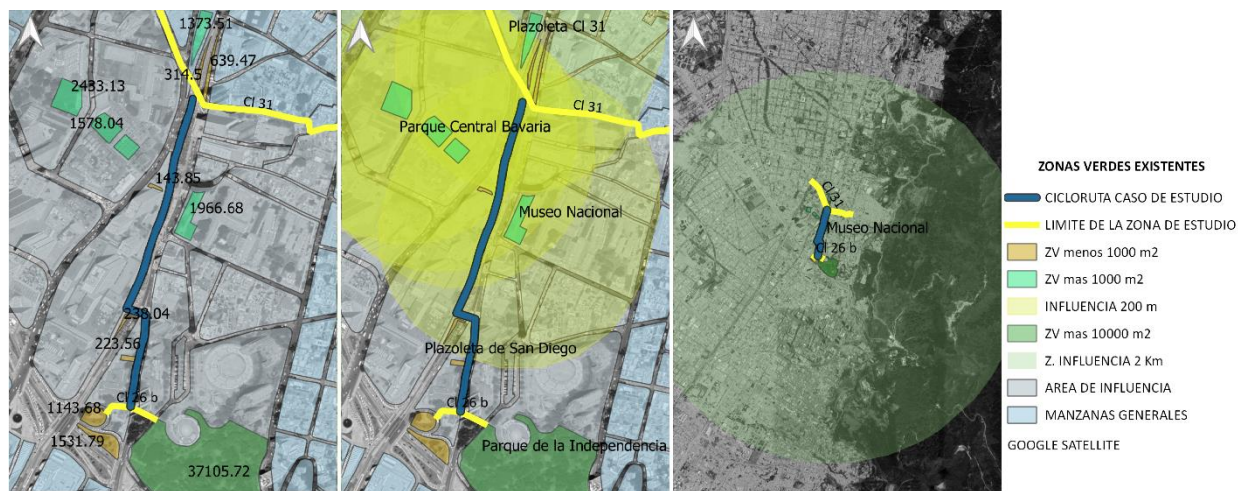 1373.51
639.47
314.5
2433.13
Cl 31
1578.04
143.85
1966.68
238.04
223.56
Cl 26 b
1143.68
1531.79
37105.72
Plazoleta Cl 31
Cl 31
Parque Central Bavaria
Museo Nacional
Plazoleta de San Diego
Cl 26 b
Parque de la Independencia
Cl 31
Museo Nacional
Cl 26 b
ZONAS VERDES EXISTENTES
CICLORUTA CASO DE ESTUDIO
LIMITE DE LA ZONA DE ESTUDIO
ZV menos 1000 m2
ZV mas 1000 m2
INFLUENCIA 200 m
ZV mas 10000 m2
Z. INFLUENCIA 2 Km
AREA DE INFLUENCIA
MANZANAS GENERALES
GOOGLE SATELLITE